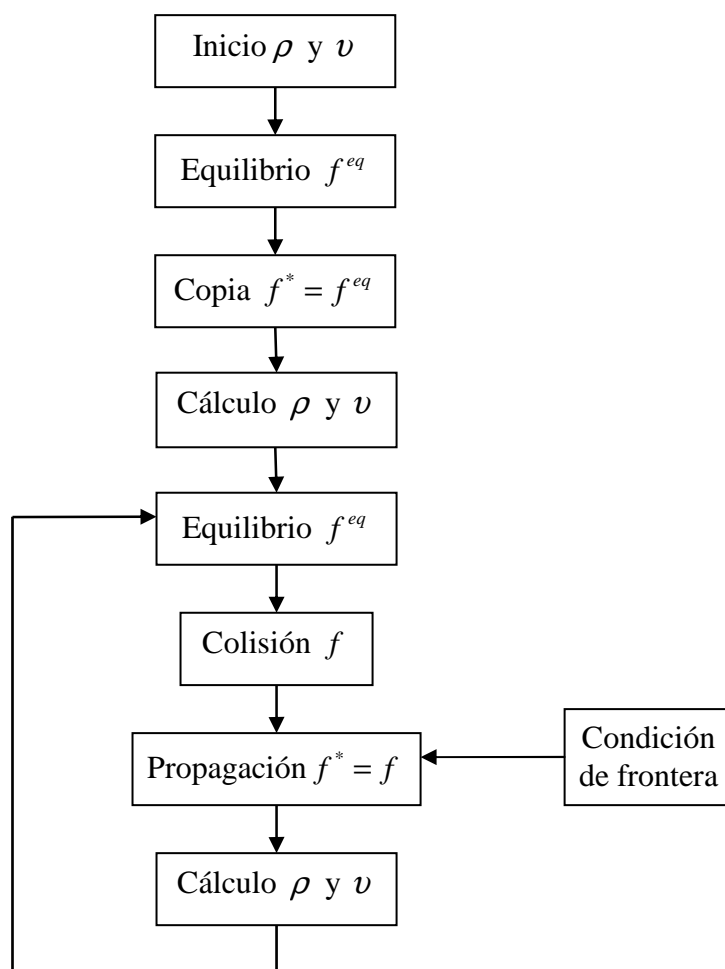 Inicio ρ y υ
Equilibrio f^eq
Copia f^* = f^eq
Cálculo ρ y υ
Equilibrio f^eq
Colisión f
Propagación f^* = f
Condición
de frontera
Cálculo ρ y υ